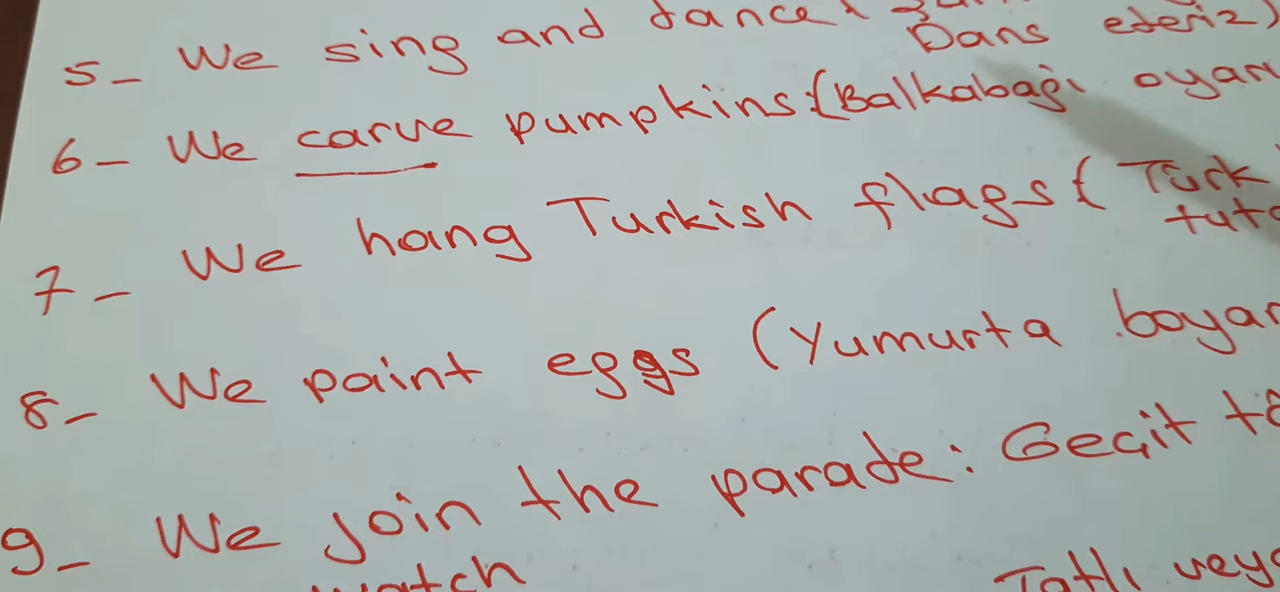 5- We sing and dance
Dans ederiz)
6- We carve pumpkins: (Balkabağı oyar
7- We hang Turkish flags ( Türk
8- We paint eggs (Yumurta boyar
9- We join the parade: Geçit
watch
Tatlı